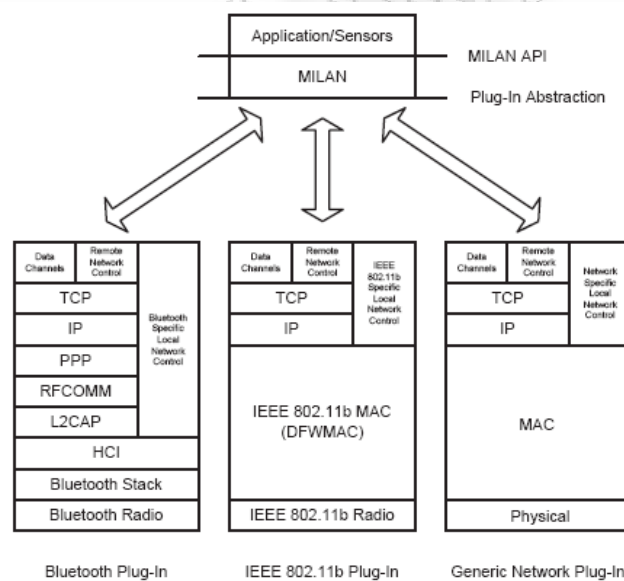 Application/Sensors
MILAN API
MILAN
Plug-In Abstraction
Data
Channels
Remote
Network
Control
TCP
IP
PPP
RFCOMM
L2CAP
Bluetooth
Specific
Local
Network
Control
HCI
Bluetooth Stack
Bluetooth Radio
Bluetooth Plug-In
Data
Channels
Remote
Network
Control
TCP
IP
IEEE
802.11b
Specific
Local
Network
Control
IEEE 802.11b MAC
(DFWMAC)
IEEE 802.11b Radio
IEEE 802.11b Plug-In
Data
Channels
Remote
Network
Control
TCP
IP
Network
Specific
Local
Network
Control
MAC
Physical
Generic Network Plug-In